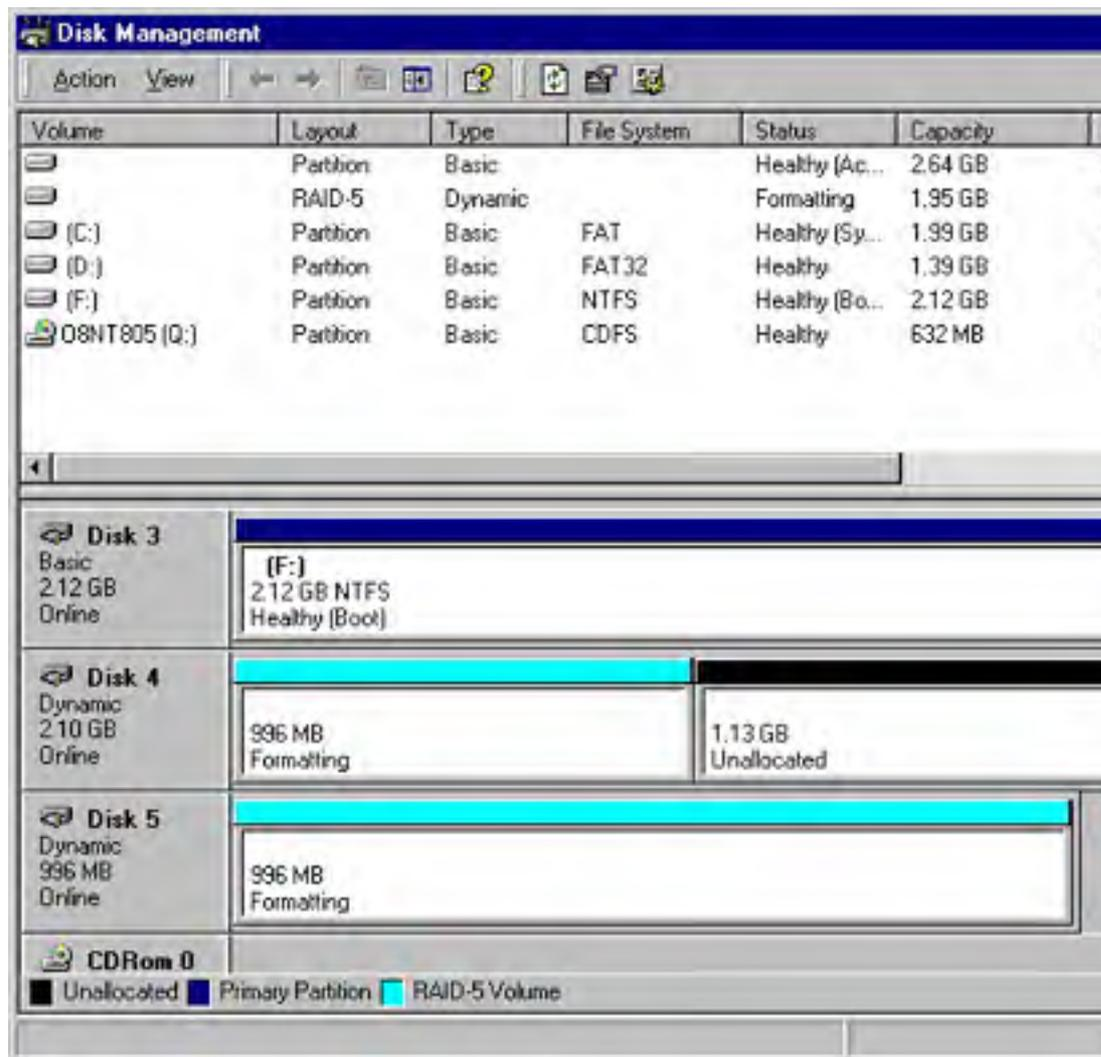 Disk Management
Action View
Volume Layout Type File System Status Capacity
Partition Basic Healthy (Ac... 2.64 GB
RAID-5 Dynamic Formatting 1.95 GB
(C:) Partition Basic FAT Healthy (Sy... 1.99 GB
(D:) Partition Basic FAT32 Healthy 1.39 GB
(F:) Partition Basic NTFS Healthy (Bo... 2.12 GB
O8NT805 (Q:) Partition Basic CDFS Healthy 632 MB
Disk 3
Basic
2.12 GB
Online
(F:)
2.12 GB NTFS
Healthy (Boot)
Disk 4
Dynamic
2.10 GB
Online
996 MB
Formatting
1.13 GB
Unallocated
Disk 5
Dynamic
996 MB
Online
996 MB
Formatting
CDRom 0
Unallocated Primary Partition RAID-5 Volume